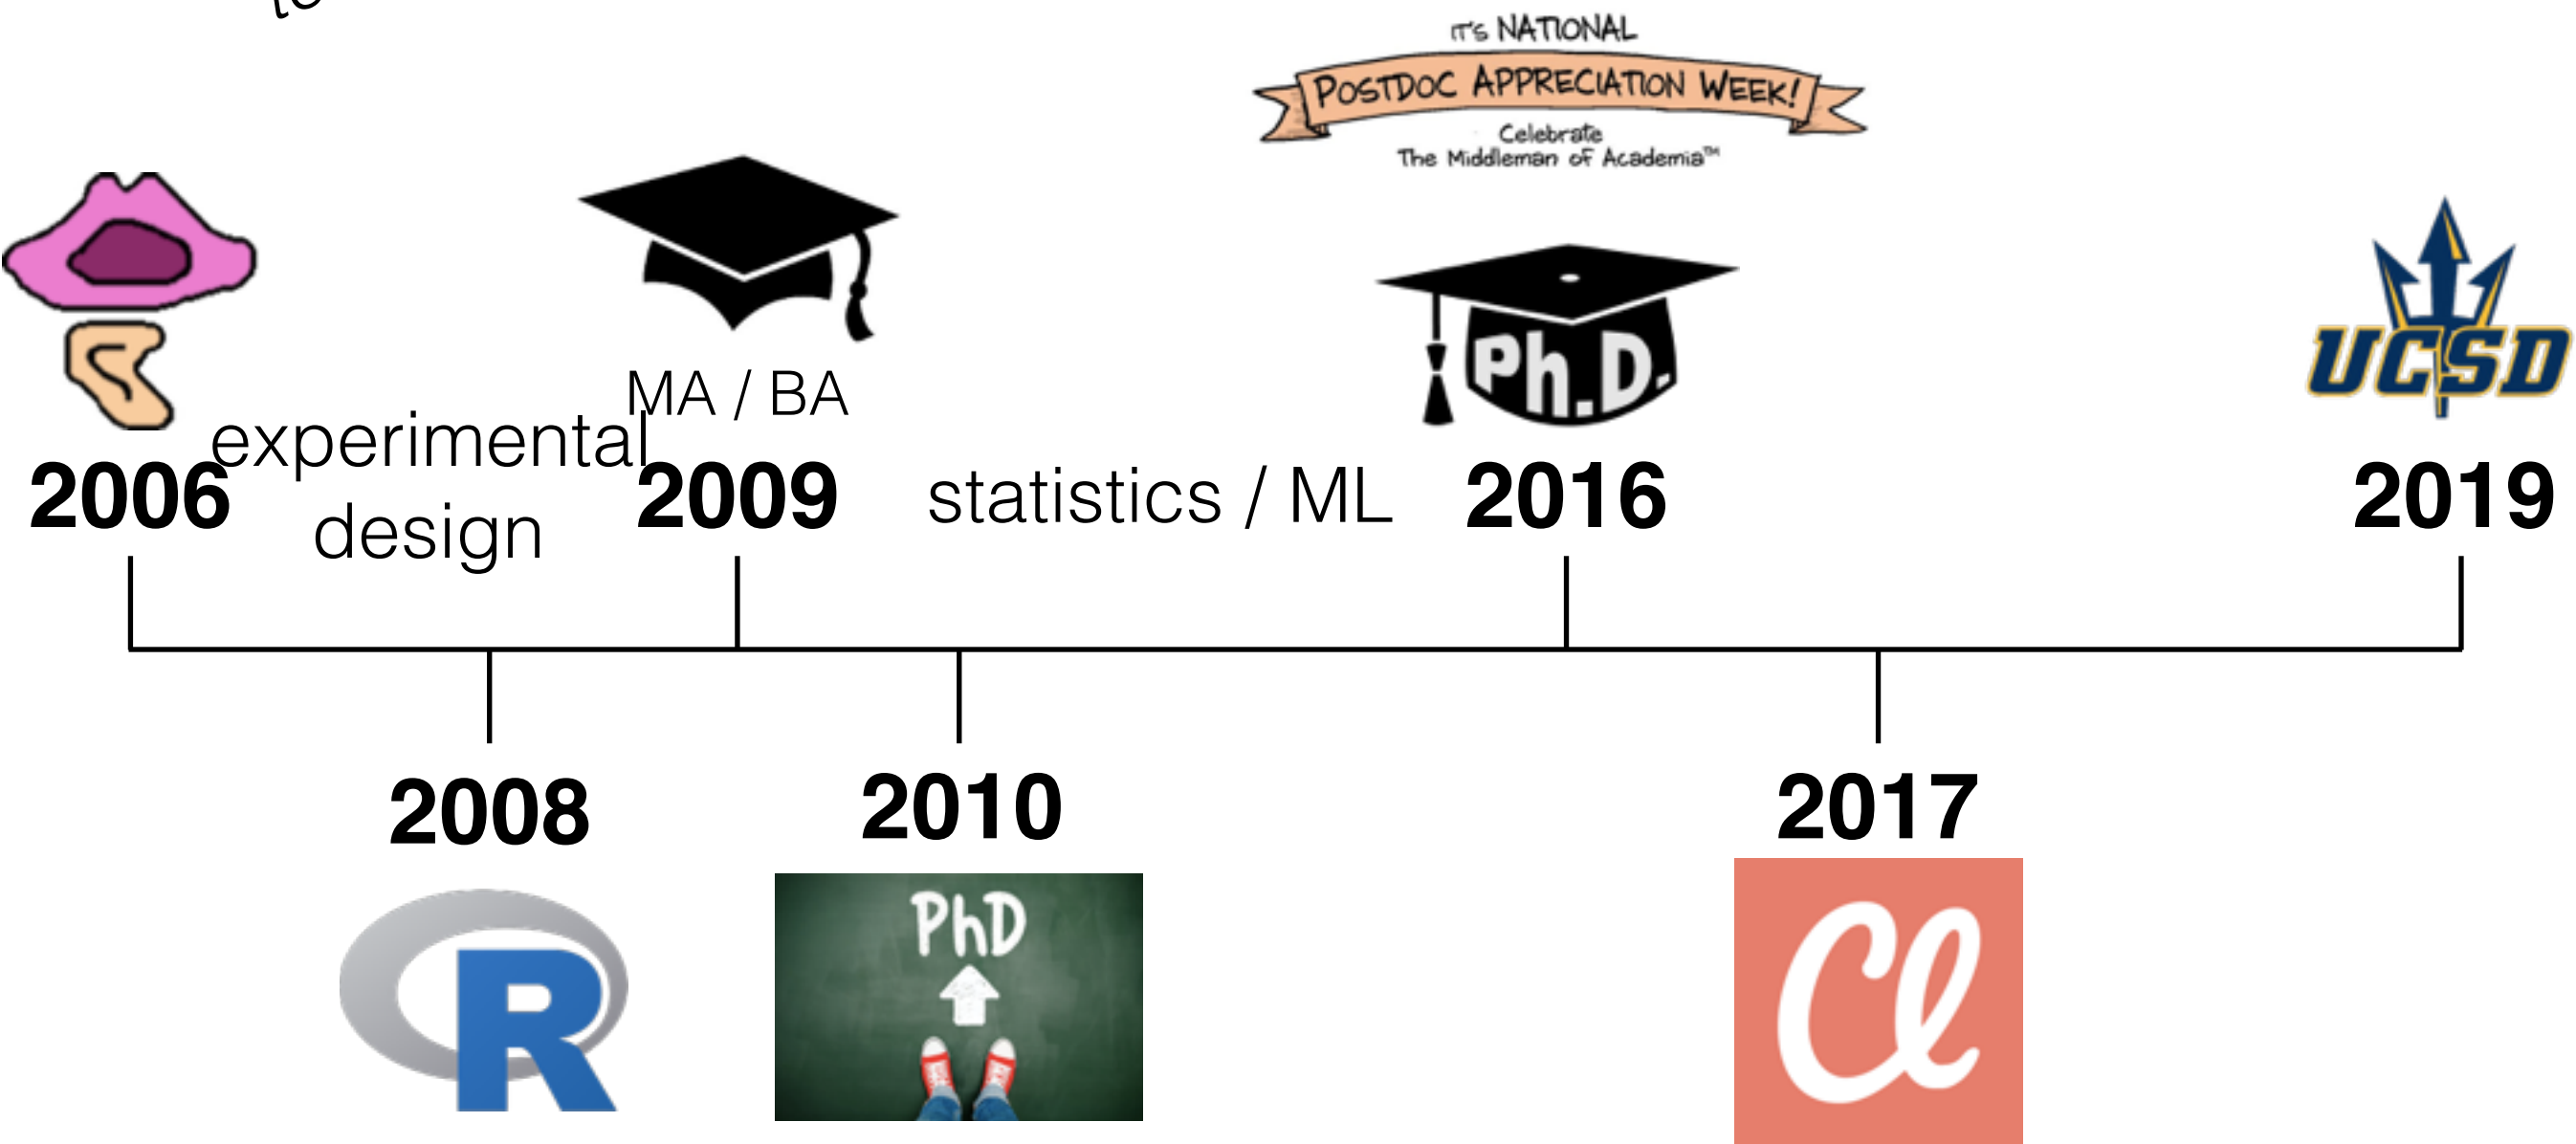 IT'S NATIONAL
POSTDOC APPRECIATION WEEK!
Celebrate
The Middleman of Academia™
MA / BA
Ph.D.
UCSD
experimental
design
2006
2009
statistics / ML
2016
2019
2008
2010
2017
R
PhD
Cl